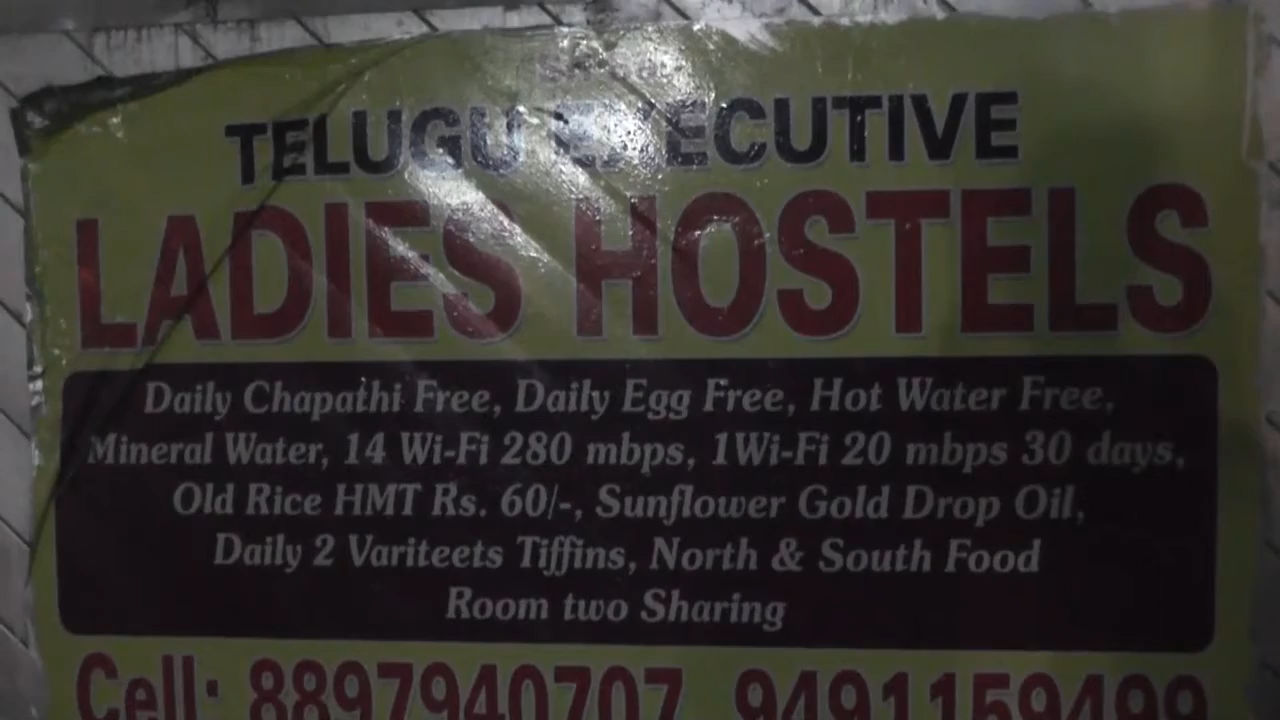 TELUGU EXECUTIVE
LADIES HOSTELS
Daily Chapathi Free, Daily Egg Free, Hot Water Free,
Mineral Water, 14 Wi-Fi 280 mbps, 1Wi-Fi 20 mbps 30 days,
Old Rice HMT Rs. 60/-, Sunflower Gold Drop Oil,
Daily 2 Variteets Tiffins, North & South Food
Room two Sharing
Cell: 8897940707, 9491159499